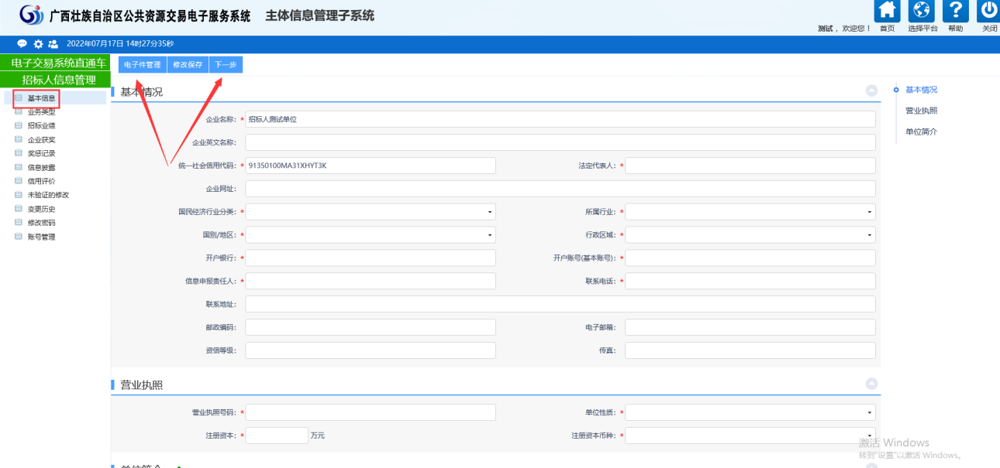 广西壮族自治区公共资源交易电子服务系统 主体信息管理子系统
测试，欢迎您！ 首页 选择平台 帮助 关闭
2022年07月17日 14时27分35秒
电子交易系统直通车
招标人信息管理
基本信息
业务类型
招标业绩
企业获奖
奖惩记录
信息披露
信用评价
未验证的修改
变更历史
修改密码
账号管理
电子件管理 修改保存 下一步
基本情况
企业名称：* 招标人测试单位
企业英文名称：
统一社会信用代码：* 91350100MA31XHYT3K 法定代表人：*
企业网址：
国民经济行业分类：* 所属行业：*
国别/地区：* 行政区域：*
开户银行：* 开户账号(基本账号)：*
信息申报责任人：* 联系电话：*
联系地址：
邮政编码： 电子邮箱：
资信等级： 传真：
营业执照
营业执照号码：* 单位性质：*
注册资本：* 万元 注册资本币种：*
单位简介
基本情况
营业执照
单位简介
激活 Windows
转到"设置"以激活 Windows。